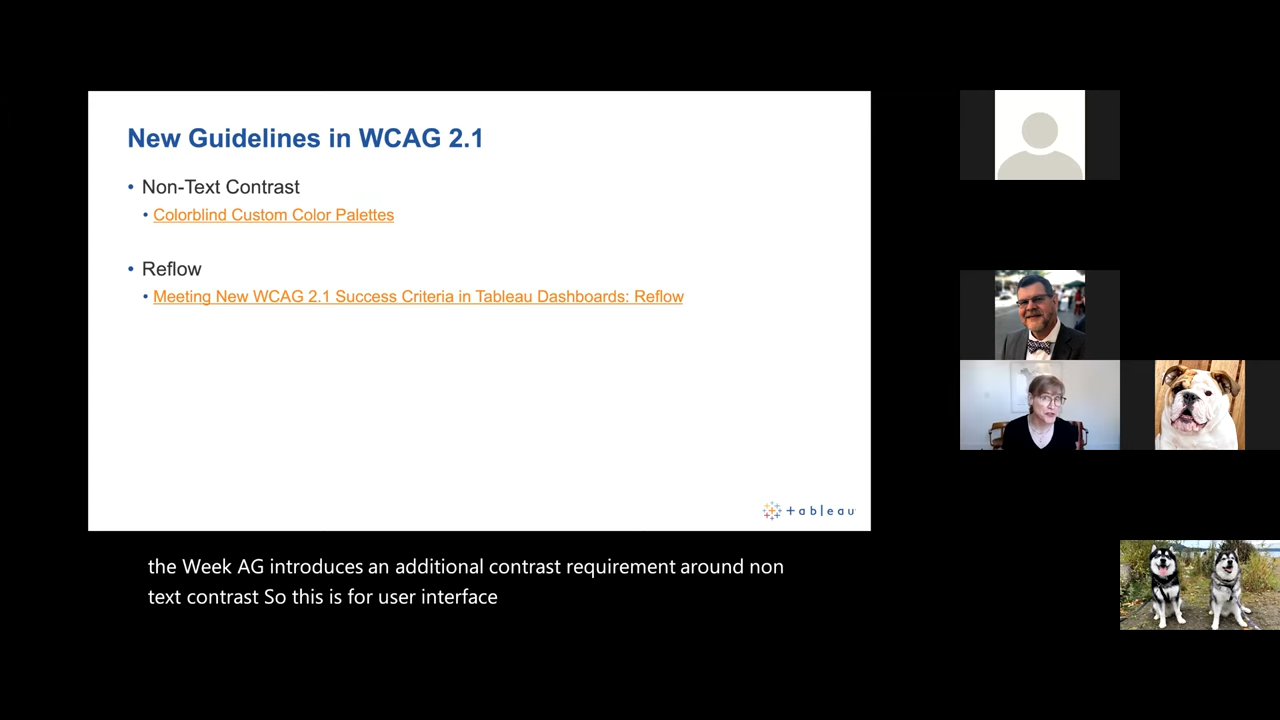 New Guidelines in WCAG 2.1
• Non-Text Contrast
• Colorblind Custom Color Palettes
• Reflow
• Meeting New WCAG 2.1 Success Criteria in Tableau Dashboards: Reflow
+ableau
the Week AG introduces an additional contrast requirement around non
text contrast So this is for user interface